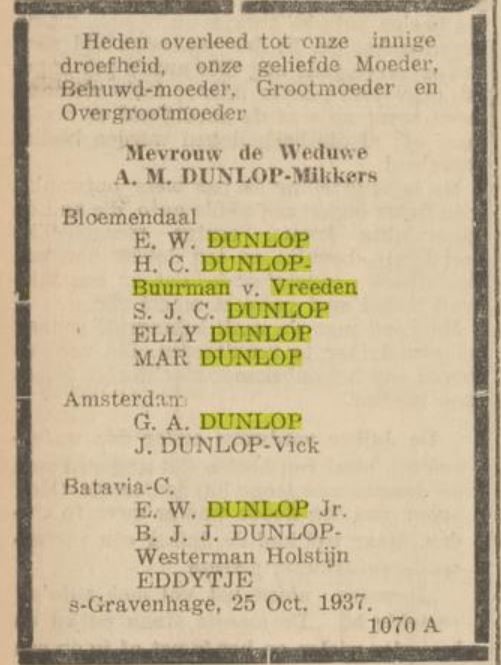 Heden overleed tot onze innige
droefheid, onze geliefde Moeder,
Behuwd-moeder, Grootmoeder en
Overgrootmoeder
Mevrouw de Weduwe
A. M. DUNLOP-Mikkers
Bloemendaal
E. W. DUNLOP
H. C. DUNLOP-
Buurman v. Vreeden
S. J. C. DUNLOP
ELLY DUNLOP
MAR DUNLOP
Amsterdam
G. A. DUNLOP
J. DUNLOP-Vick
Batavia-C.
E. W. DUNLOP Jr.
B. J. J. DUNLOP-
Westerman Holstijn
EDDYTJE
s-Gravenhage, 25 Oct. 1937.
1070 A